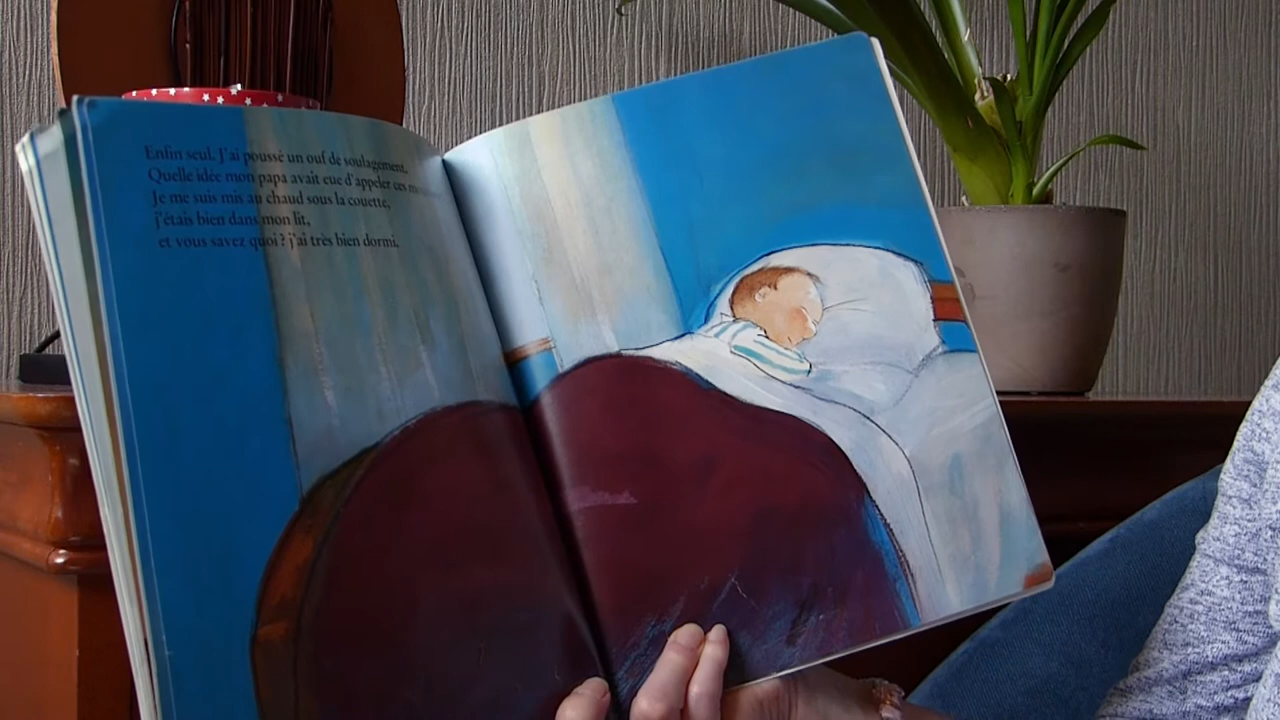 Enfin seul. J'ai poussé un ouf de soulagement.
Quelle idée mon papa avait eue d'appeler ces
Je me suis mis au chaud sous la couette,
j'étais bien dans mon lit,
et vous savez quoi ? j'ai très bien dormi.